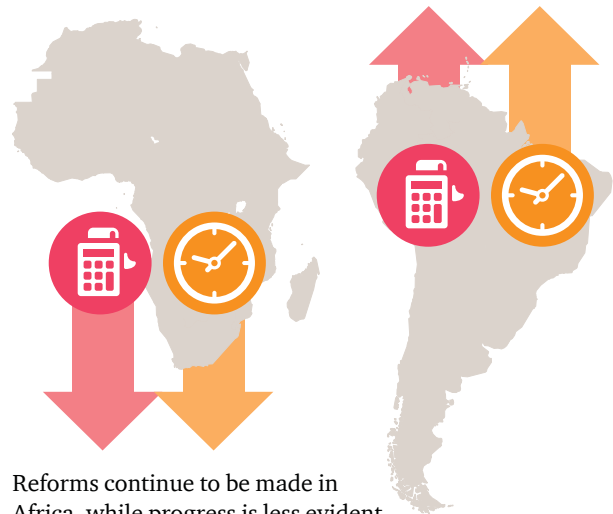 Reforms continue to be made in
Africa, while progress is less evident